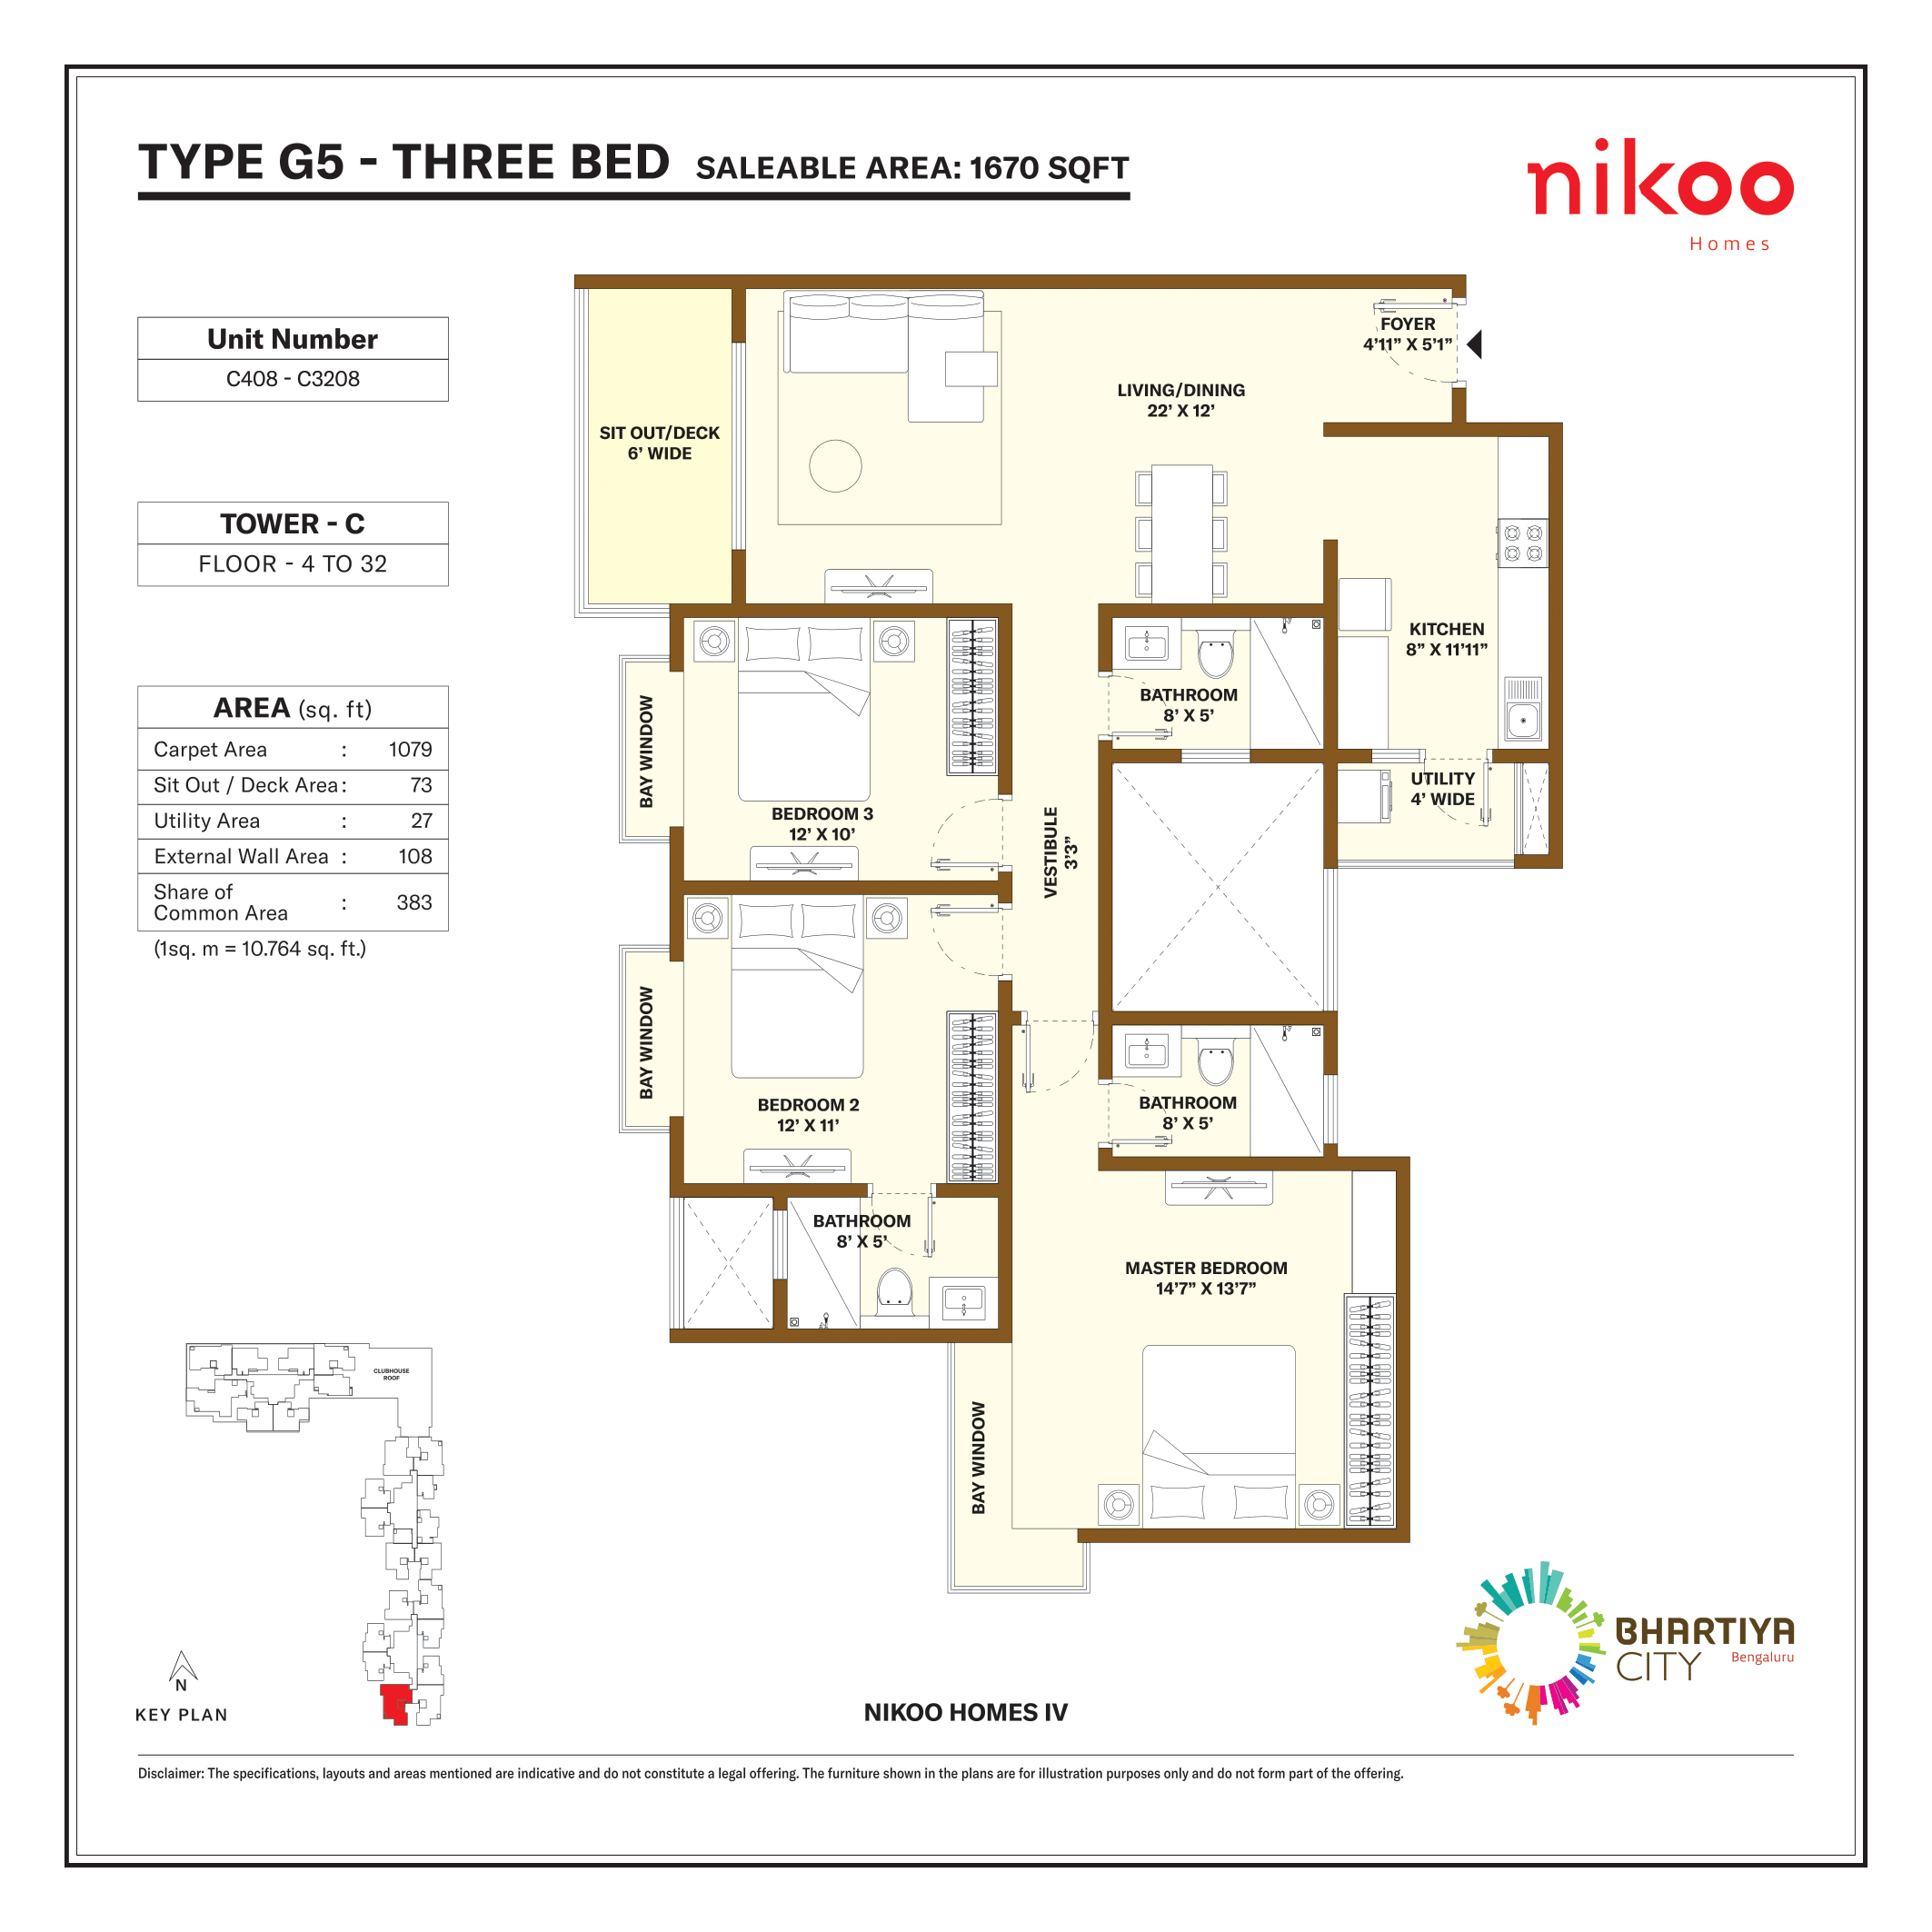 TYPE G5 - THREE BED SALEABLE AREA: 1670 SQFT
nikoo
Homes
Unit Number
C408 - C3208
TOWER - C
FLOOR - 4 TO 32
AREA (sq. ft)
Carpet Area : 1079
Sit Out / Deck Area : 73
Utility Area : 27
External Wall Area : 108
Share of
Common Area : 383
(1sq. m = 10.764 sq. ft.)
FOYER
4’11” X 5’1”
LIVING/DINING
22’ X 12’
SIT OUT/DECK
6’ WIDE
KITCHEN
8” X 11’11”
BATHROOM
8’ X 5’
UTILITY
4’ WIDE
BAY WINDOW
BEDROOM 3
12’ X 10’
VESTIBULE
3’3”
BAY WINDOW
BEDROOM 2
12’ X 11’
BATHROOM
8’ X 5’
BATHROOM
8’ X 5’
MASTER BEDROOM
14’7” X 13’7”
BAY WINDOW
CLUBHOUSE
ROOF
N
KEY PLAN
NIKOO HOMES IV
BHARTIYA
CITY Bengaluru
Disclaimer: The specifications, layouts and areas mentioned are indicative and do not constitute a legal offering. The furniture shown in the plans are for illustration purposes only and do not form part of the offering.